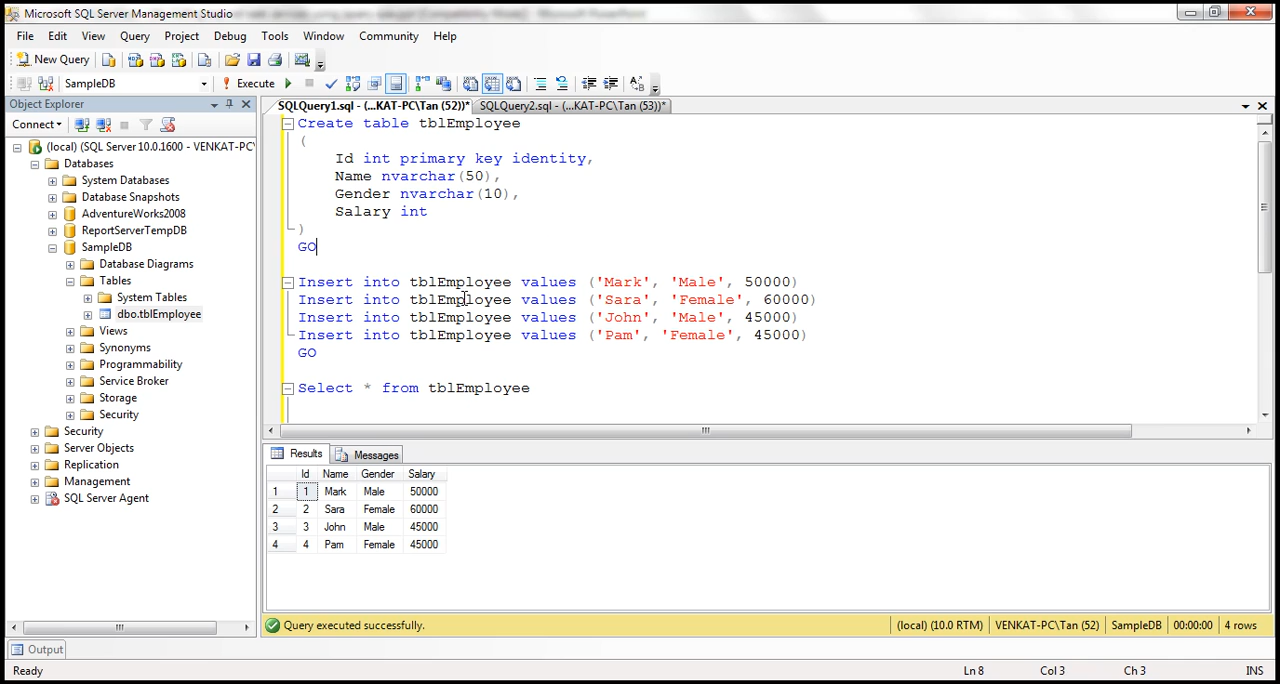 Microsoft SQL Server Management Studio
File Edit View Query Project Debug Tools Window Community Help
New Query
SampleDB Execute
Object Explorer
SQLQuery1.sql - (...KAT-PC\Tan (52))* SQLQuery2.sql - (...KAT-PC\Tan (53))*
Connect
(local) (SQL Server 10.0.1600 - VENKAT-PC\
Databases
System Databases
Database Snapshots
AdventureWorks2008
ReportServerTempDB
SampleDB
Database Diagrams
Tables
System Tables
dbo.tblEmployee
Views
Synonyms
Programmability
Service Broker
Storage
Security
Security
Server Objects
Replication
Management
SQL Server Agent
Create table tblEmployee
(
Id int primary key identity,
Name nvarchar(50),
Gender nvarchar(10),
Salary int
)
GO
Insert into tblEmployee values ('Mark', 'Male', 50000)
Insert into tblEmployee values ('Sara', 'Female', 60000)
Insert into tblEmployee values ('John', 'Male', 45000)
Insert into tblEmployee values ('Pam', 'Female', 45000)
GO
Select * from tblEmployee
Results Messages
Id Name Gender Salary
1 1 Mark Male 50000
2 2 Sara Female 60000
3 3 John Male 45000
4 4 Pam Female 45000
Query executed successfully. (local) (10.0 RTM) VENKAT-PC\Tan (52) SampleDB 00:00:00 4 rows
Output
Ready Ln 8 Col 3 Ch 3 INS